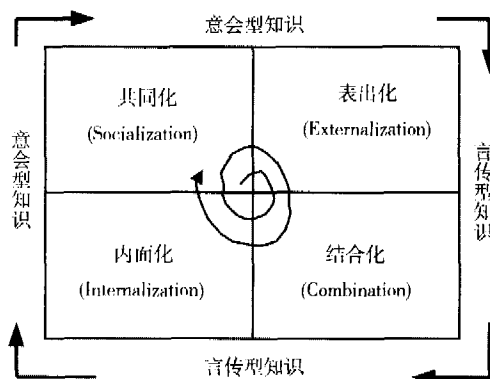 意会型知识
共同化
(Socialization)
表出化
(Externalization)
意会型知识
言传型知识
内面化
(Internalization)
结合化
(Combination)
言传型知识